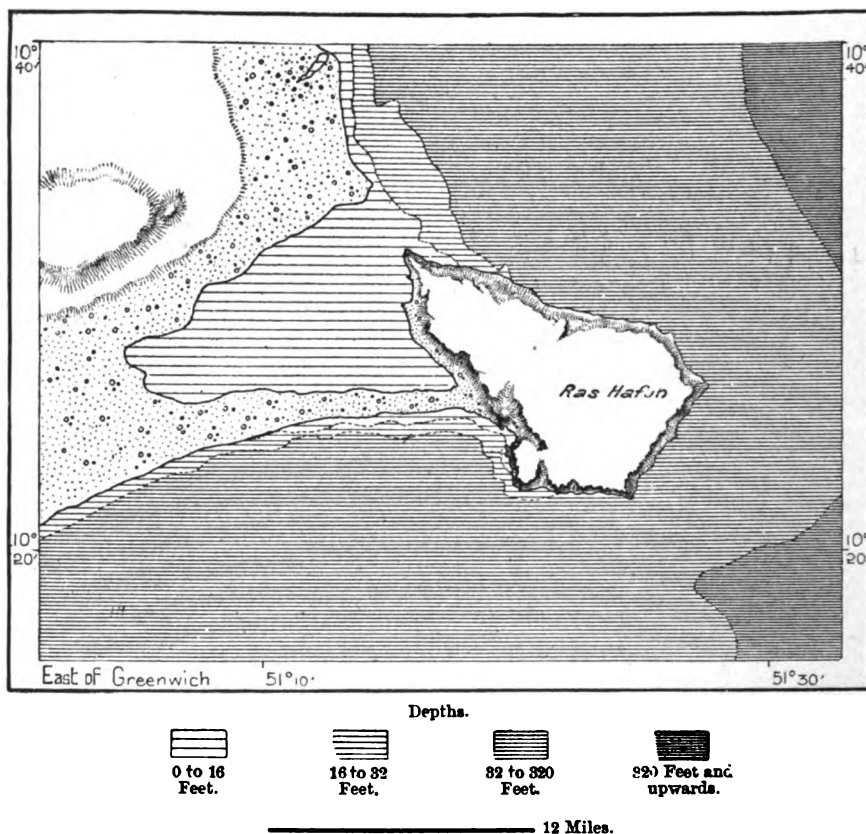 10°
40'
10°
40'
Ras Hafun
10°
20'
10°
20'
East of Greenwich
51°10'
51°30'
Depths.
0 to 16
Feet.
16 to 32
Feet.
32 to 320
Feet.
320 Feet and
upwards.
12 Miles.